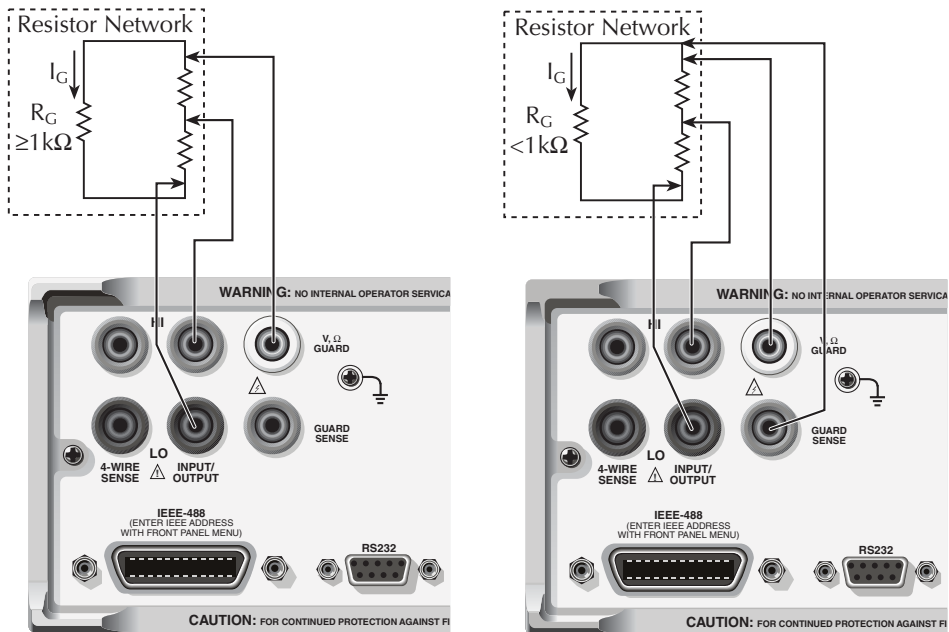 Resistor Network
I_G
R_G
≥1kΩ
WARNING: NO INTERNAL OPERATOR SERVICA
HI
V, Ω
GUARD
GUARD
SENSE
LO
4-WIRE
SENSE
INPUT/
OUTPUT
IEEE-488
(ENTER IEEE ADDRESS
WITH FRONT PANEL MENU)
RS232
CAUTION: FOR CONTINUED PROTECTION AGAINST FI
Resistor Network
I_G
R_G
<1kΩ
WARNING: NO INTERNAL OPERATOR SERVICA
HI
V, Ω
GUARD
GUARD
SENSE
LO
4-WIRE
SENSE
INPUT/
OUTPUT
IEEE-488
(ENTER IEEE ADDRESS
WITH FRONT PANEL MENU)
RS232
CAUTION: FOR CONTINUED PROTECTION AGAINST FI